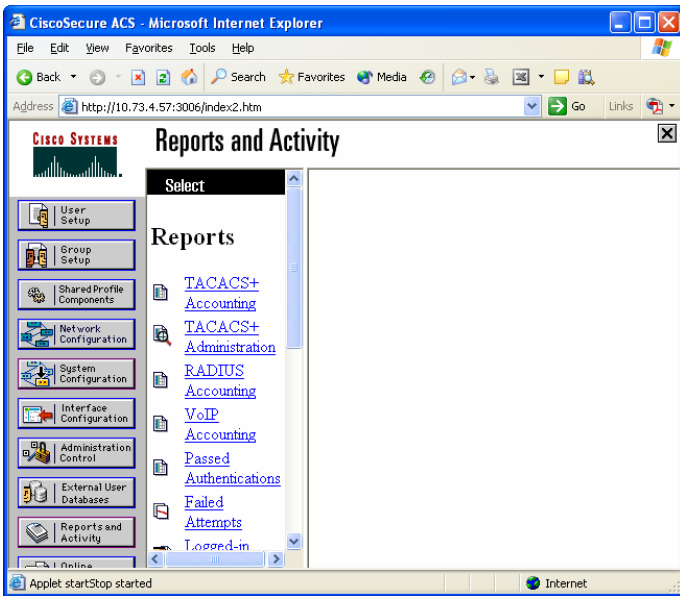 CiscoSecure ACS - Microsoft Internet Explorer
File Edit View Favorites Tools Help
Back Search Favorites Media
Address http://10.73.4.57:3006/index2.htm Go Links
CISCO SYSTEMS
Reports and Activity
User
Setup
Group
Setup
Shared Profile
Components
Network
Configuration
System
Configuration
Interface
Configuration
Administration
Control
External User
Databases
Reports and
Activity
Online
Select
Reports
TACACS+
Accounting
TACACS+
Administration
RADIUS
Accounting
VoIP
Accounting
Passed
Authentications
Failed
Attempts
Logged-in
Applet startStop started
Internet